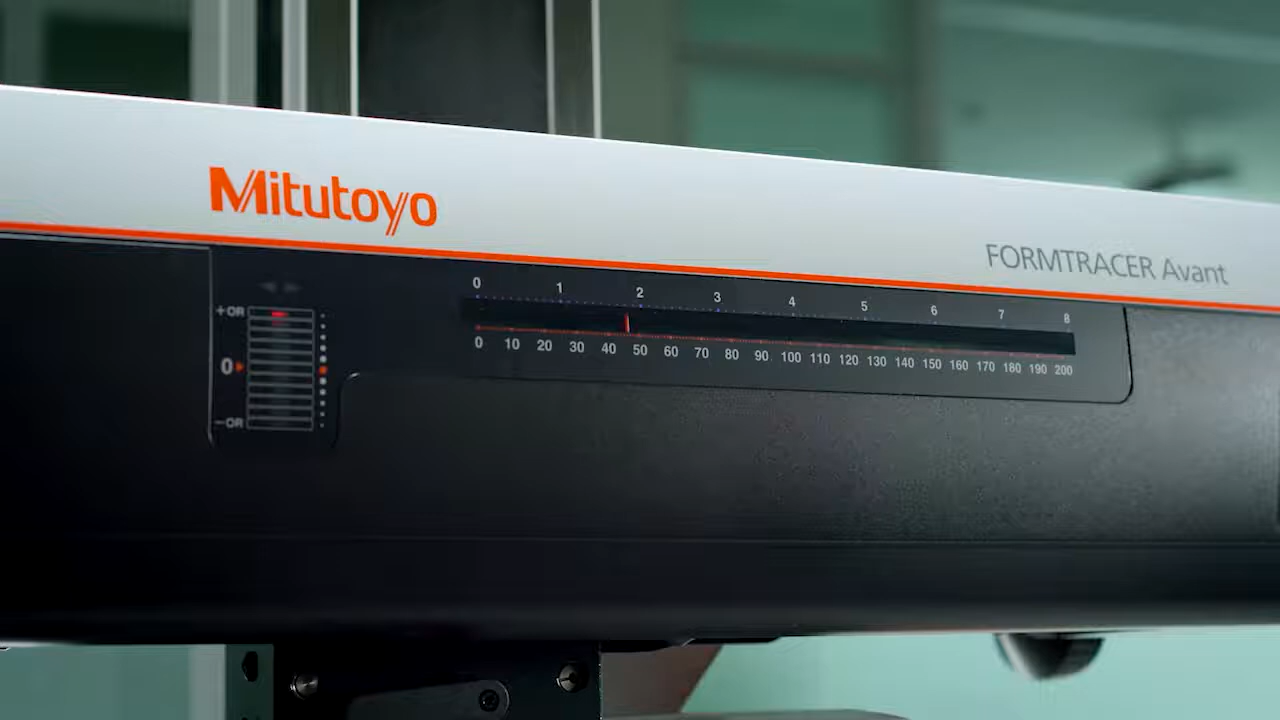 Mitutoyo
FORMTRACER Avant
+OR
0
−OR
0 1 2 3 4 5 6 7 8
0 10 20 30 40 50 60 70 80 90 100 110 120 130 140 150 160 170 180 190 200